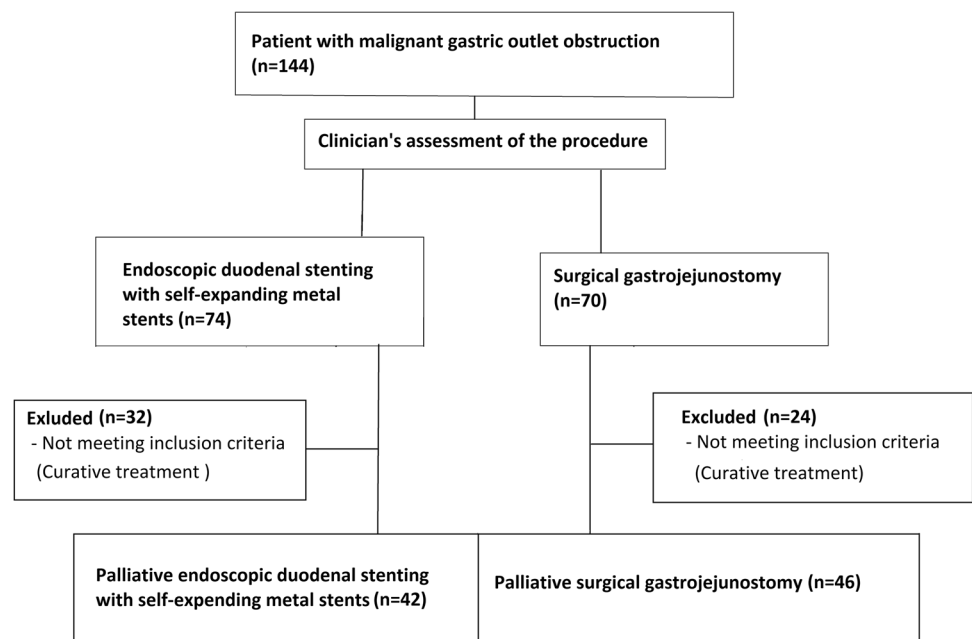 Patient with malignant gastric outlet obstruction
(n=144)
Clinician's assessment of the procedure
Endoscopic duodenal stenting
with self-expanding metal
stents (n=74)
Surgical gastrojejunostomy
(n=70)
Exluded (n=32)
- Not meeting inclusion criteria
(Curative treatment )
Excluded (n=24)
- Not meeting inclusion criteria
(Curative treatment)
Palliative endoscopic duodenal stenting
with self-expending metal stents (n=42)
Palliative surgical gastrojejunostomy (n=46)